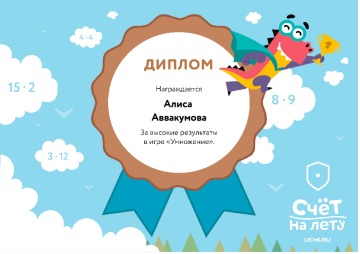 4·4
ДИПЛОМ
15·2
Награждается
8·9
Алиса
Аввакумова
За высокие результаты
в игре «Умножение».
3·12
Счёт
на лету
UCHI.RU